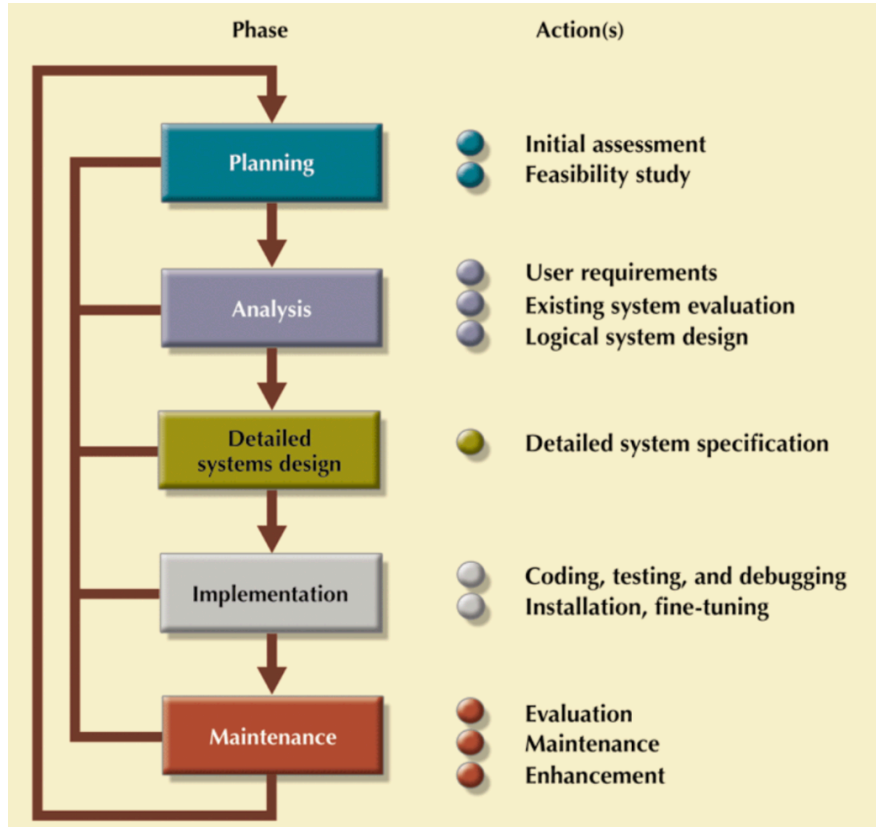 Phase
Action(s)
Planning
Initial assessment
Feasibility study
Analysis
User requirements
Existing system evaluation
Logical system design
Detailed
systems design
Detailed system specification
Implementation
Coding, testing, and debugging
Installation, fine-tuning
Maintenance
Evaluation
Maintenance
Enhancement